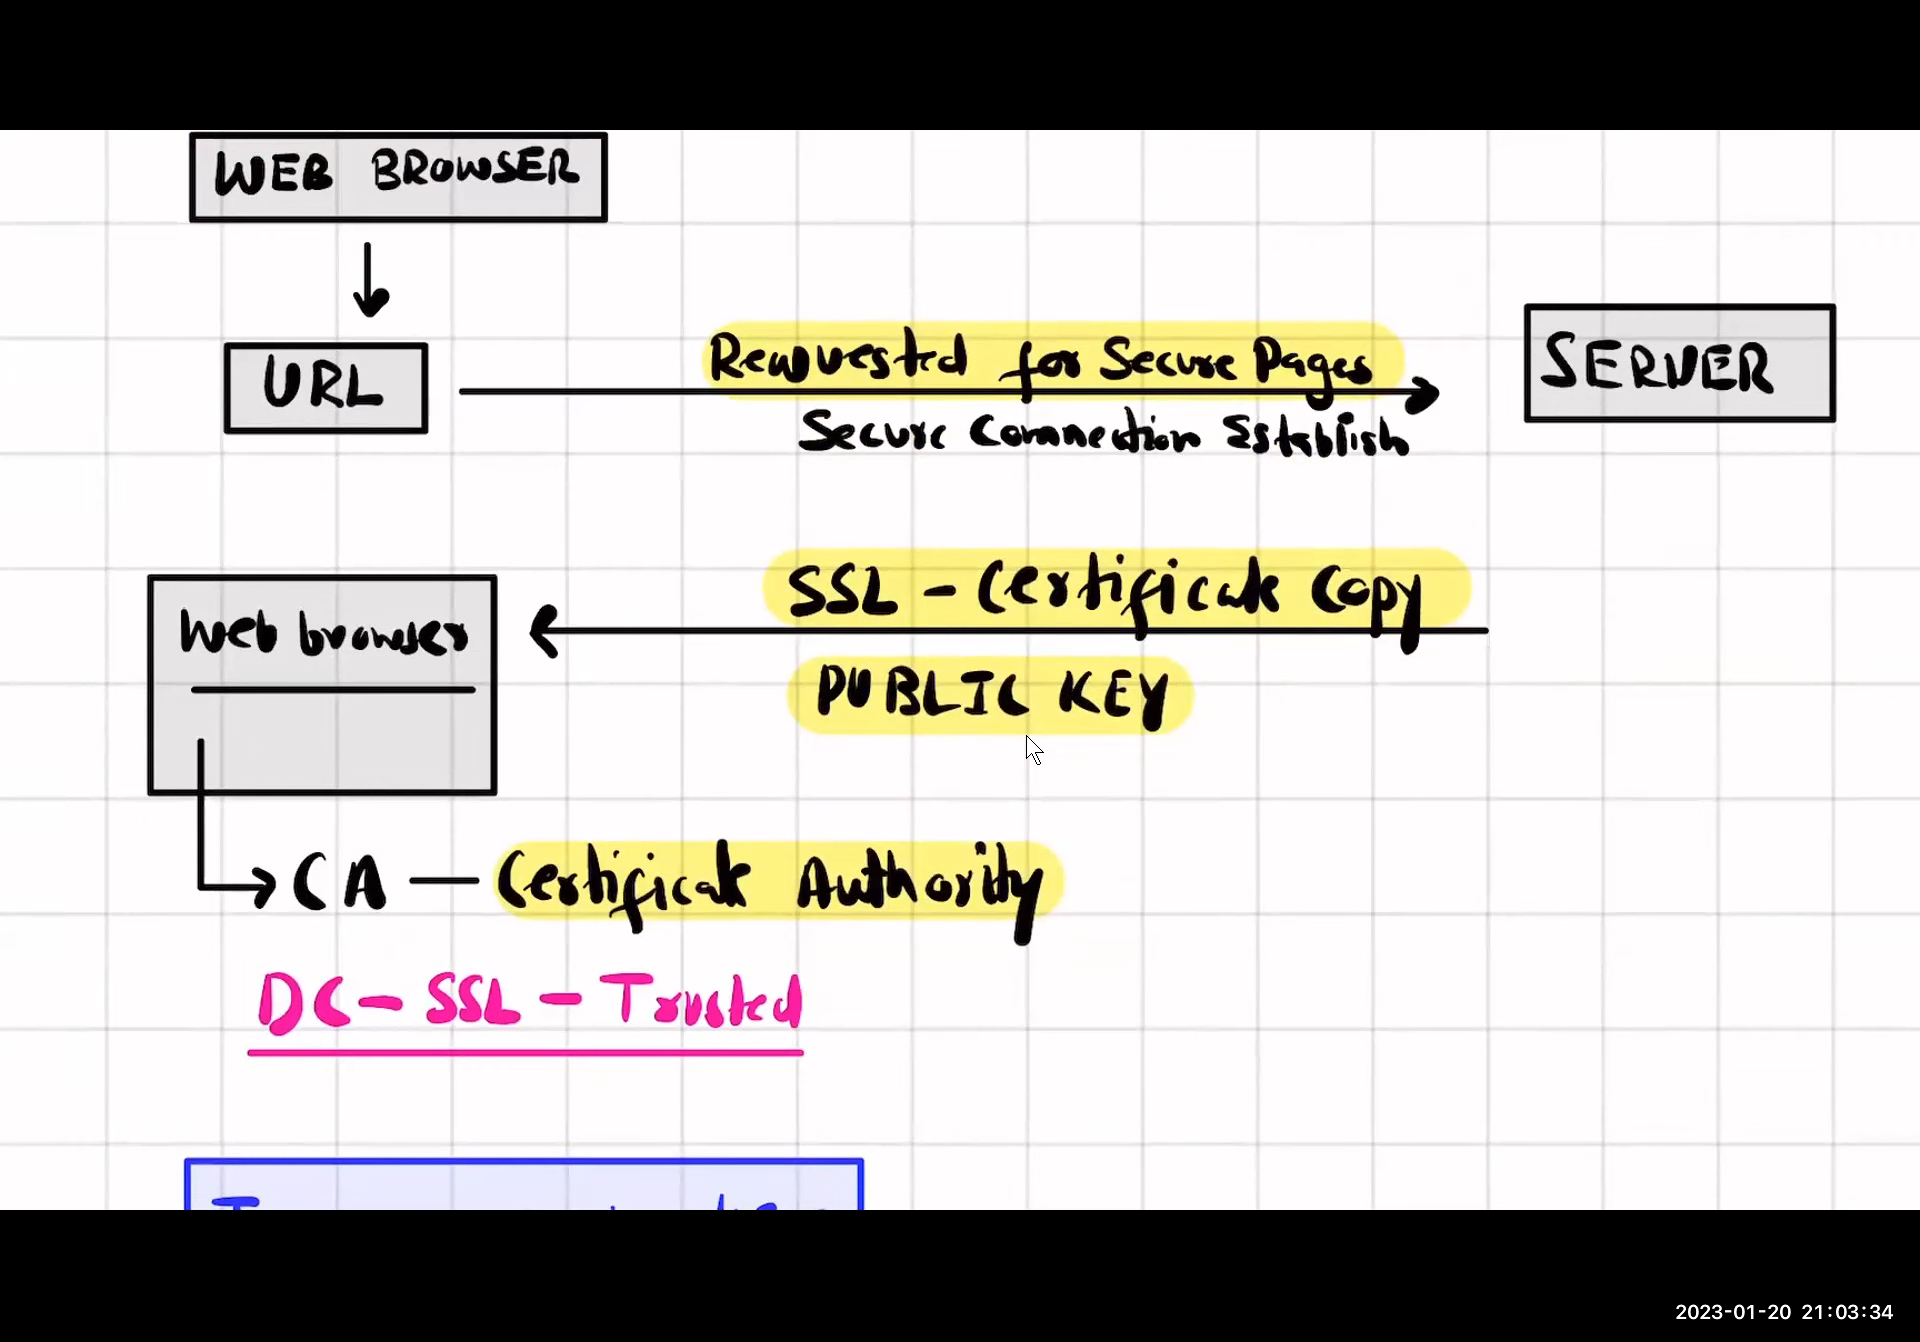 WEB BROWSER
URL
Requested for Secure Pages
SERVER
Secure Connection Establish
SSL - Certificate Copy
Web browser
PUBLIC KEY
CA — Certificate Authority
DC - SSL - Trusted
2023-01-20 21:03:34